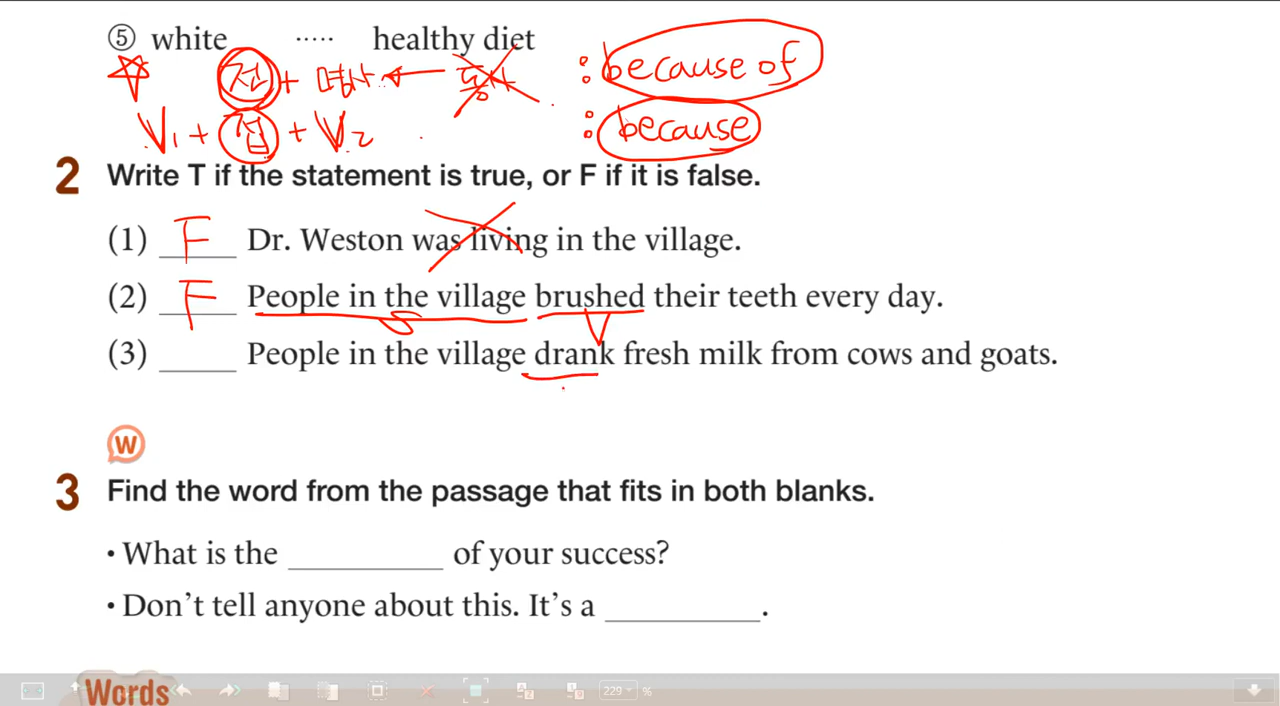 ⑤ white ····· healthy diet
전 + 명사 ← 동사 : because of
V1 + 접 + V2 : because
2 Write T if the statement is true, or F if it is false.
(1) F Dr. Weston was living in the village.
(2) F People in the village brushed their teeth every day.
S V
(3) ______ People in the village drank fresh milk from cows and goats.
W
3 Find the word from the passage that fits in both blanks.
• What is the __________ of your success?
• Don't tell anyone about this. It's a __________.
Words
229 %